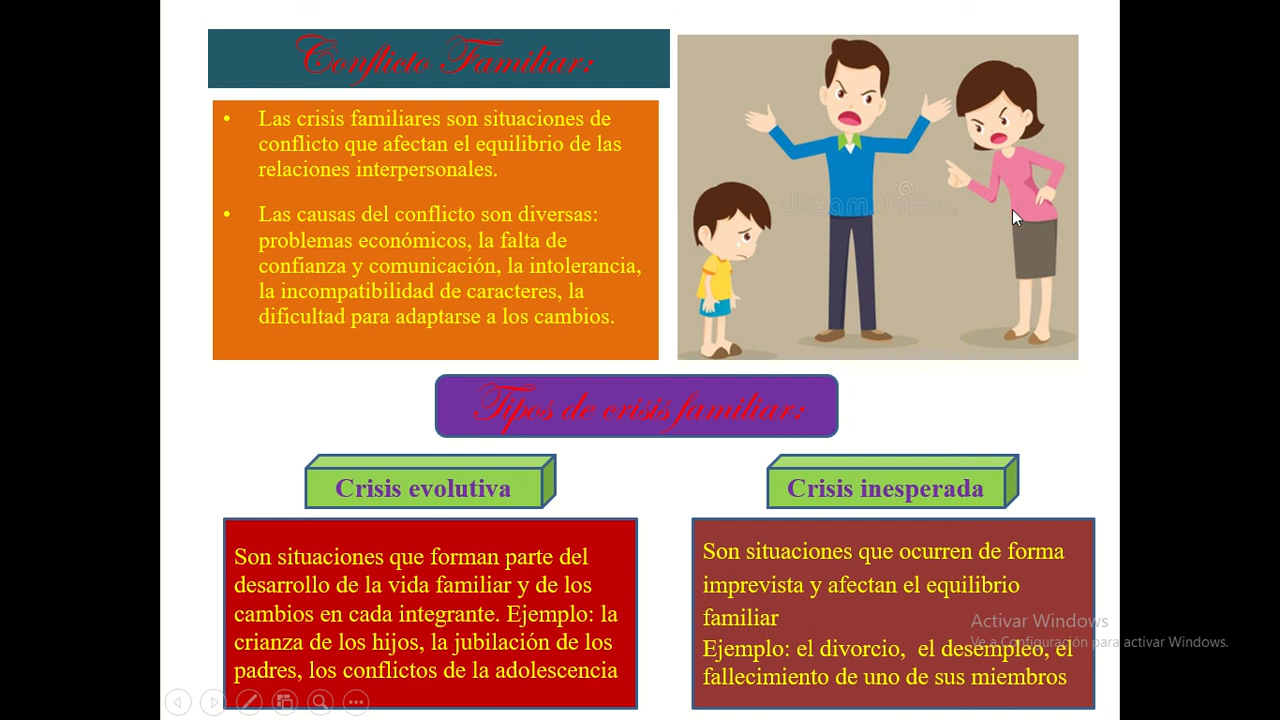 Conflicto Familiar:
• Las crisis familiares son situaciones de
conflicto que afectan el equilibrio de las
relaciones interpersonales.
• Las causas del conflicto son diversas:
problemas económicos, la falta de
confianza y comunicación, la intolerancia,
la incompatibilidad de caracteres, la
dificultad para adaptarse a los cambios.
dreamstime.
Tipos de crisis familiar:
Crisis evolutiva
Son situaciones que forman parte del
desarrollo de la vida familiar y de los
cambios en cada integrante. Ejemplo: la
crianza de los hijos, la jubilación de los
padres, los conflictos de la adolescencia
Crisis inesperada
Son situaciones que ocurren de forma
imprevista y afectan el equilibrio
familiar
Ejemplo: el divorcio,  el desempleo, el
fallecimiento de uno de sus miembros
Activar Windows
Ve a Configuración para activar Windows.